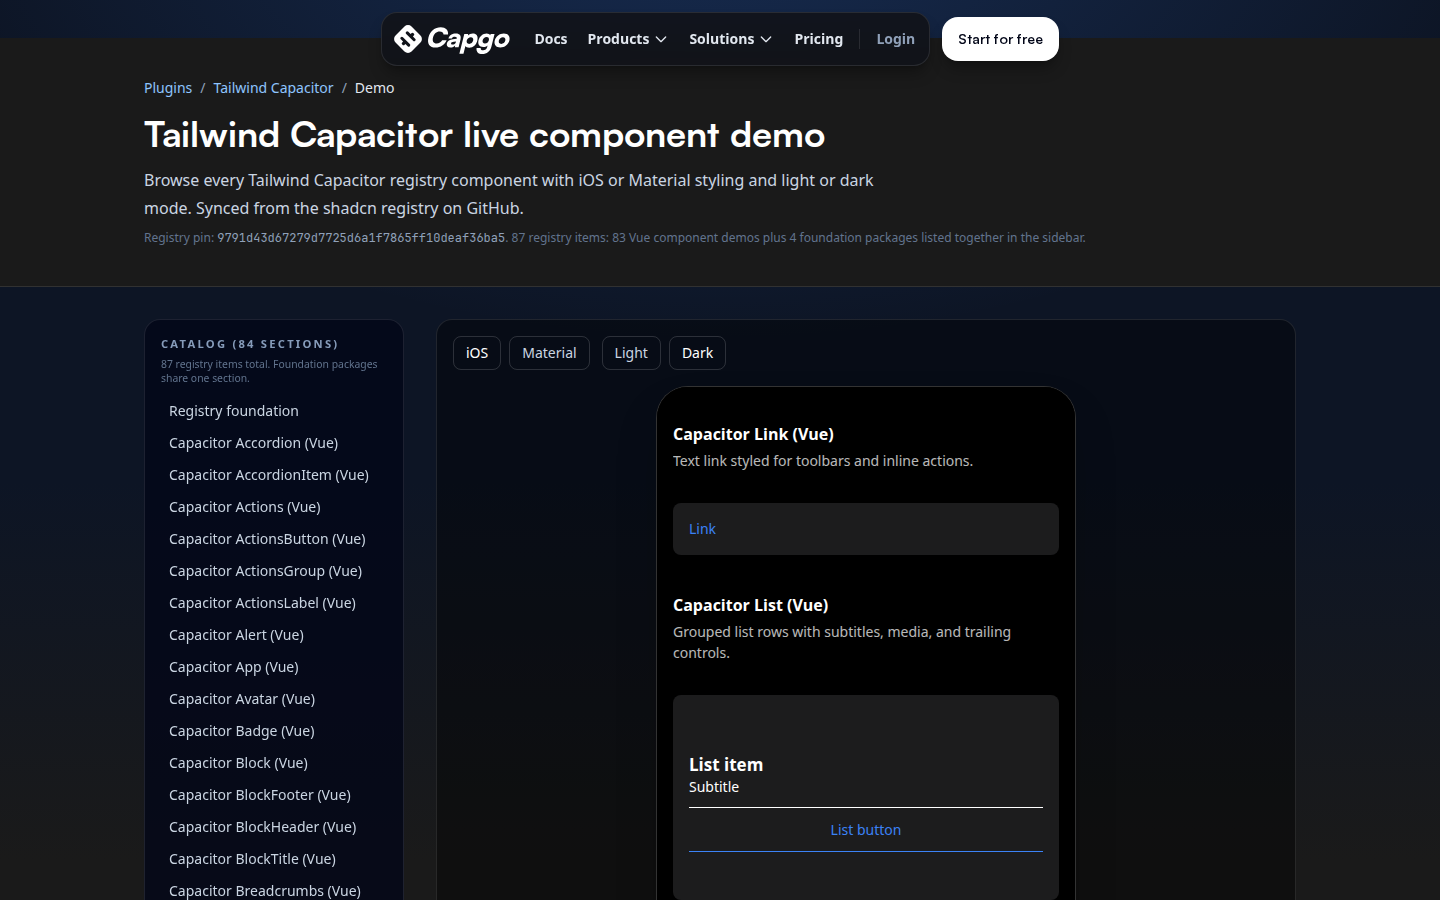 Capgo
Docs
Products
Solutions
Pricing
Login
Start for free
Plugins / Tailwind Capacitor / Demo
Tailwind Capacitor live component demo
Browse every Tailwind Capacitor registry component with iOS or Material styling and light or dark
mode. Synced from the shadcn registry on GitHub.
Registry pin: 9791d43d67279d7725d6a1f7865ff10deaf36ba5. 87 registry items: 83 Vue component demos plus 4 foundation packages listed together in the sidebar.
CATALOG (84 SECTIONS)
87 registry items total. Foundation packages
share one section.
Registry foundation
Capacitor Accordion (Vue)
Capacitor AccordionItem (Vue)
Capacitor Actions (Vue)
Capacitor ActionsButton (Vue)
Capacitor ActionsGroup (Vue)
Capacitor ActionsLabel (Vue)
Capacitor Alert (Vue)
Capacitor App (Vue)
Capacitor Avatar (Vue)
Capacitor Badge (Vue)
Capacitor Block (Vue)
Capacitor BlockFooter (Vue)
Capacitor BlockHeader (Vue)
Capacitor BlockTitle (Vue)
Capacitor Breadcrumbs (Vue)
iOS
Material
Light
Dark
Capacitor Link (Vue)
Text link styled for toolbars and inline actions.
Link
Capacitor List (Vue)
Grouped list rows with subtitles, media, and trailing
controls.
List item
Subtitle
List button